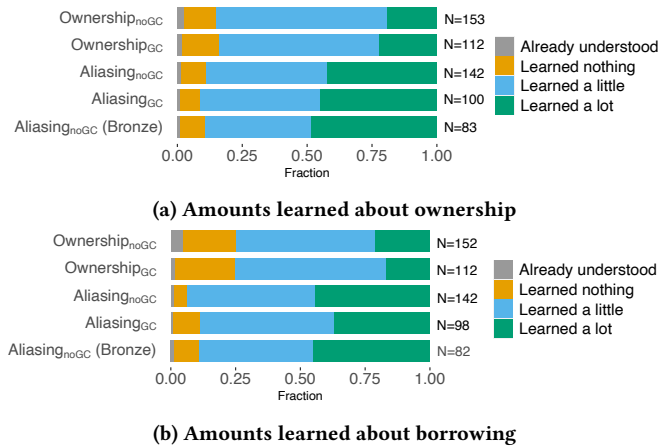 Ownership_noGC N=153
Ownership_GC N=112
Aliasing_noGC N=142
Aliasing_GC N=100
Aliasing_noGC (Bronze) N=83
0.00 0.25 0.50 0.75 1.00
Fraction
Already understood
Learned nothing
Learned a little
Learned a lot
(a) Amounts learned about ownership
Ownership_noGC N=152
Ownership_GC N=112
Aliasing_noGC N=142
Aliasing_GC N=98
Aliasing_noGC (Bronze) N=82
0.00 0.25 0.50 0.75 1.00
Fraction
Already understood
Learned nothing
Learned a little
Learned a lot
(b) Amounts learned about borrowing